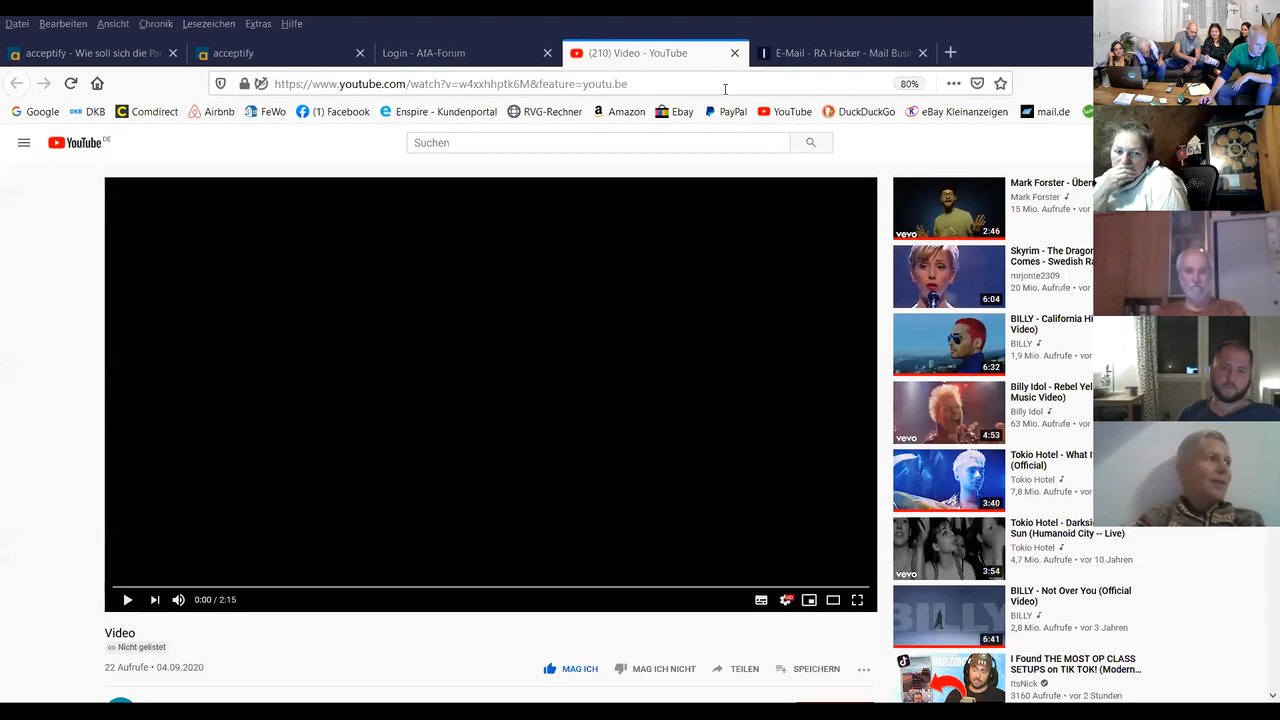 Datei Bearbeiten Ansicht Chronik Lesezeichen Extras Hilfe
acceptify - Wie soll sich die Par
acceptify
Login - AfA-Forum
(210) Video - YouTube
E-Mail - RA Hacker - Mail Busi
https://www.youtube.com/watch?v=w4xxhhptk6M&feature=youtu.be
80%
Google DKB DKB Comdirect Airbnb FeWo (1) Facebook Enspire - Kundenportal RVG-Rechner Amazon Ebay PayPal YouTube DuckDuckGo eBay Kleinanzeigen mail.de
YouTube DE
Suchen
Mark Forster - Über
Mark Forster
15 Mio. Aufrufe • vor
vevo
2:46
Skyrim - The Dragon
Comes - Swedish Ra
mrjonte2309
20 Mio. Aufrufe • vor
6:04
BILLY - California Hi
Video)
BILLY
1,9 Mio. Aufrufe • vor
6:32
Billy Idol - Rebel Yel
Music Video)
Billy Idol
63 Mio. Aufrufe • vor
vevo
4:53
Tokio Hotel - What I
(Official)
Tokio Hotel
7,8 Mio. Aufrufe • vor
3:40
Tokio Hotel - Darksi
Sun (Humanoid City -- Live)
Tokio Hotel
4,7 Mio. Aufrufe • vor 10 Jahren
vevo
3:54
BILLY - Not Over You (Official
Video)
BILLY
2,8 Mio. Aufrufe • vor 3 Jahren
BILLY
6:41
I Found THE MOST OP CLASS
SETUPS on TIK TOK! (Modern...
ItsNick
3160 Aufrufe • vor 2 Stunden
0:00 / 2:15
HD
Video
Nicht gelistet
22 Aufrufe • 04.09.2020
MAG ICH
MAG ICH NICHT
TEILEN
SPEICHERN